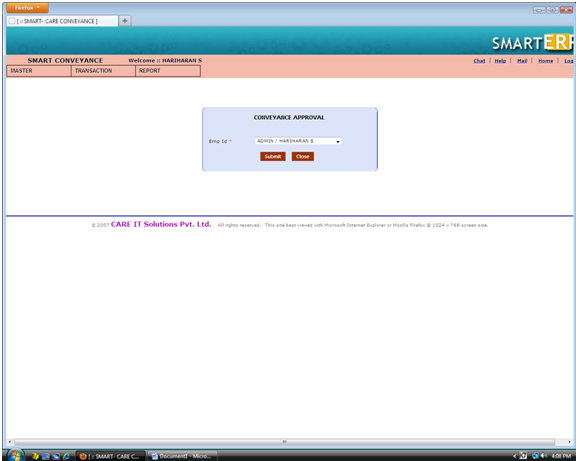 Firefox
[ :: SMART- CARE CONVEYANCE ]
SMARTERP
SMART CONVEYANCE Welcome :: HARIHARAN S Chat | Help | Mail | Home | Log
MASTER TRANSACTION REPORT
CONVEYANCE APPROVAL
Emp Id * ADMIN / HARIHARAN S
Submit Close
© 2007 CARE IT Solutions Pvt. Ltd. All rights reserved. This site best viewed with Microsoft Internet Explorer or Mozilla Firefox @ 1024 x 768 screen size.
[ :: SMART- CARE C... Document1 - Micro... 4:08 PM